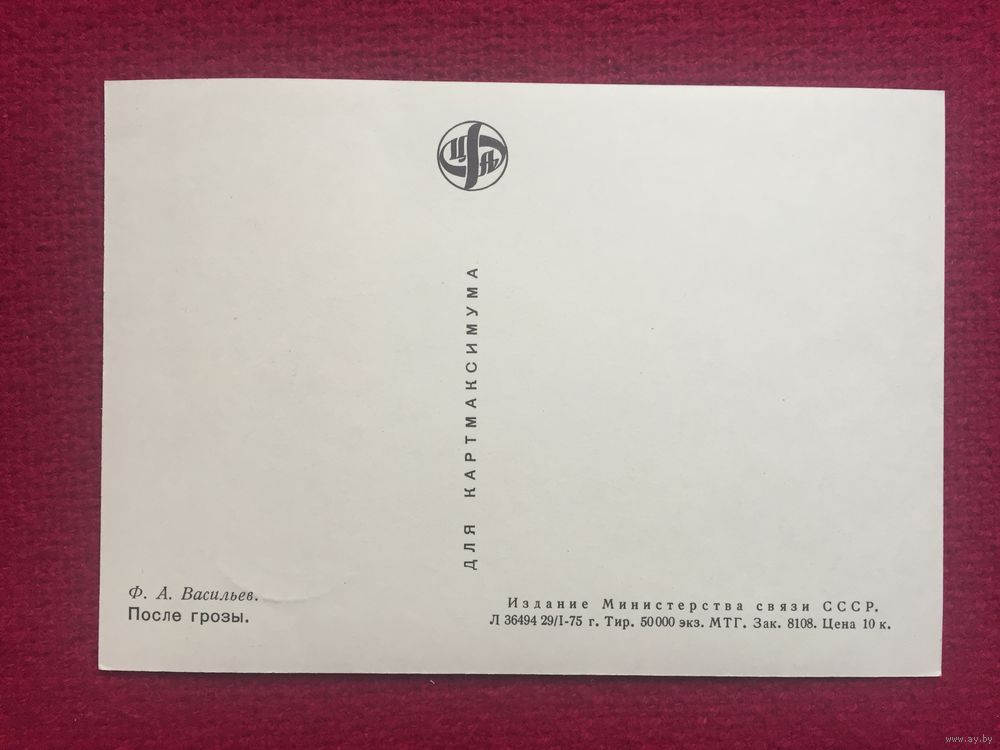 ЦФА
ДЛЯ КАРТМАКСИМУМА
Ф. А. Васильев.
После грозы.
Издание Министерства связи СССР.
Л 36494 29/I-75 г. Тир. 50 000 экз. МТГ. Зак. 8108. Цена 10 к.
www.ay.by